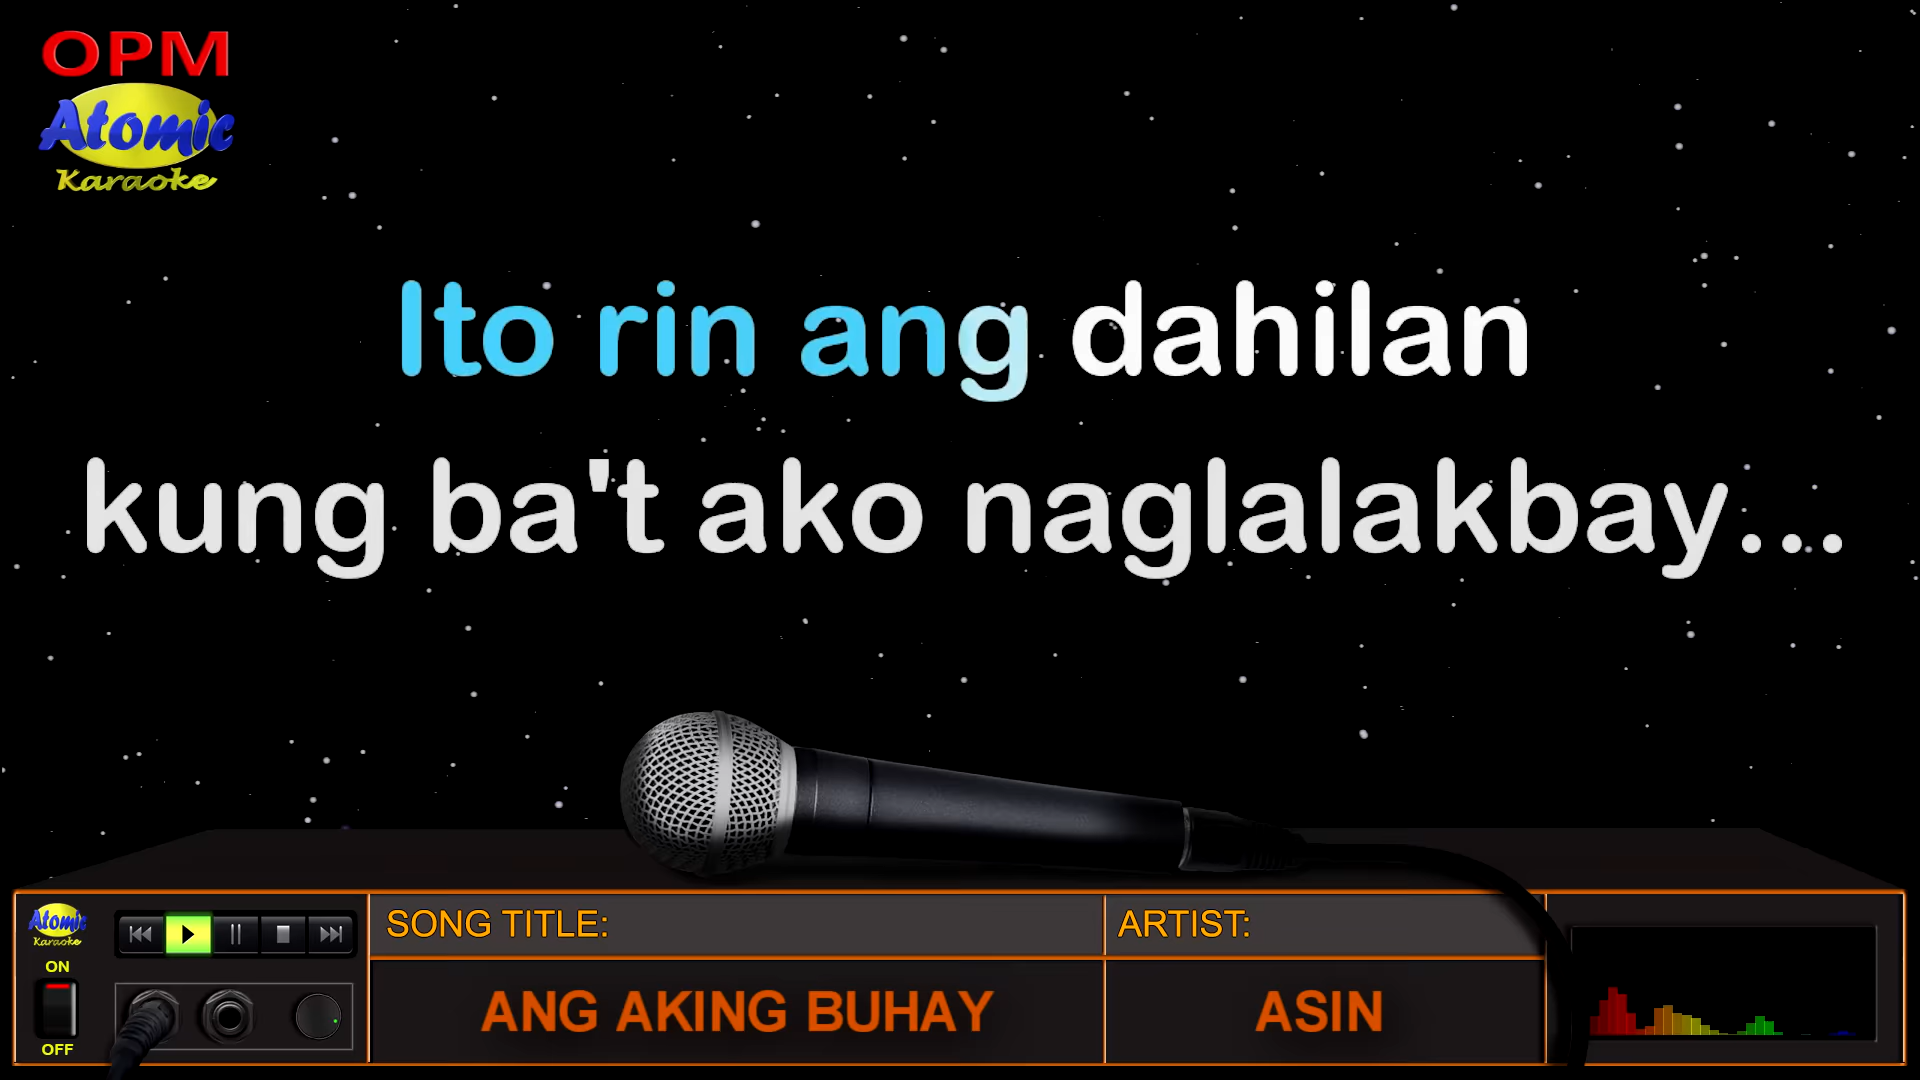 OPM
Atomic
Karaoke
Ito rin ang dahilan
kung ba't ako naglalakbay...
Atomic
Karaoke
ON
OFF
SONG TITLE:
ANG AKING BUHAY
ARTIST:
ASIN